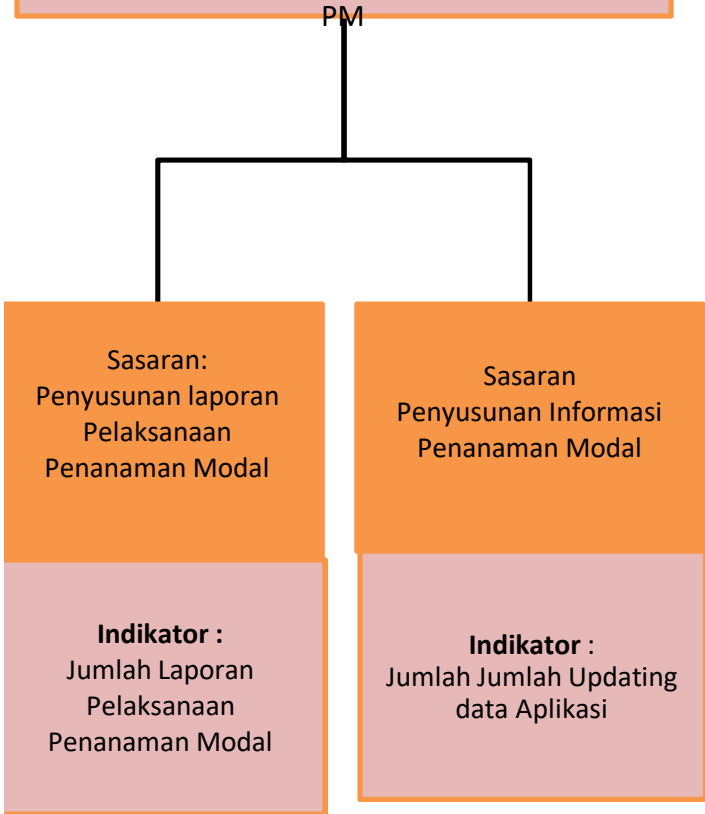 PM
Sasaran:
Penyusunan laporan
Pelaksanaan
Penanaman Modal
Indikator :
Jumlah Laporan
Pelaksanaan
Penanaman Modal
Sasaran
Penyusunan Informasi
Penanaman Modal
Indikator :
Jumlah Jumlah Updating
data Aplikasi